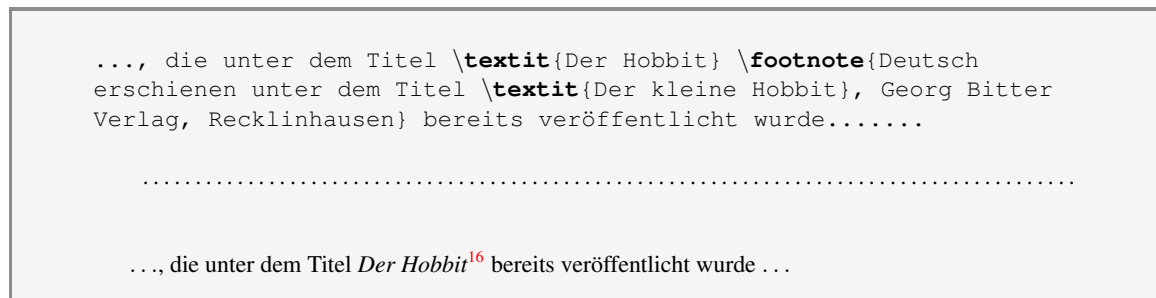 ..., die unter dem Titel \textit{Der Hobbit} \footnote{Deutsch
erschienen unter dem Titel \textit{Der kleine Hobbit}, Georg Bitter
Verlag, Recklinhausen} bereits veröffentlicht wurde.......
..........................................................................................
..., die unter dem Titel Der Hobbit16 bereits veröffentlicht wurde ...